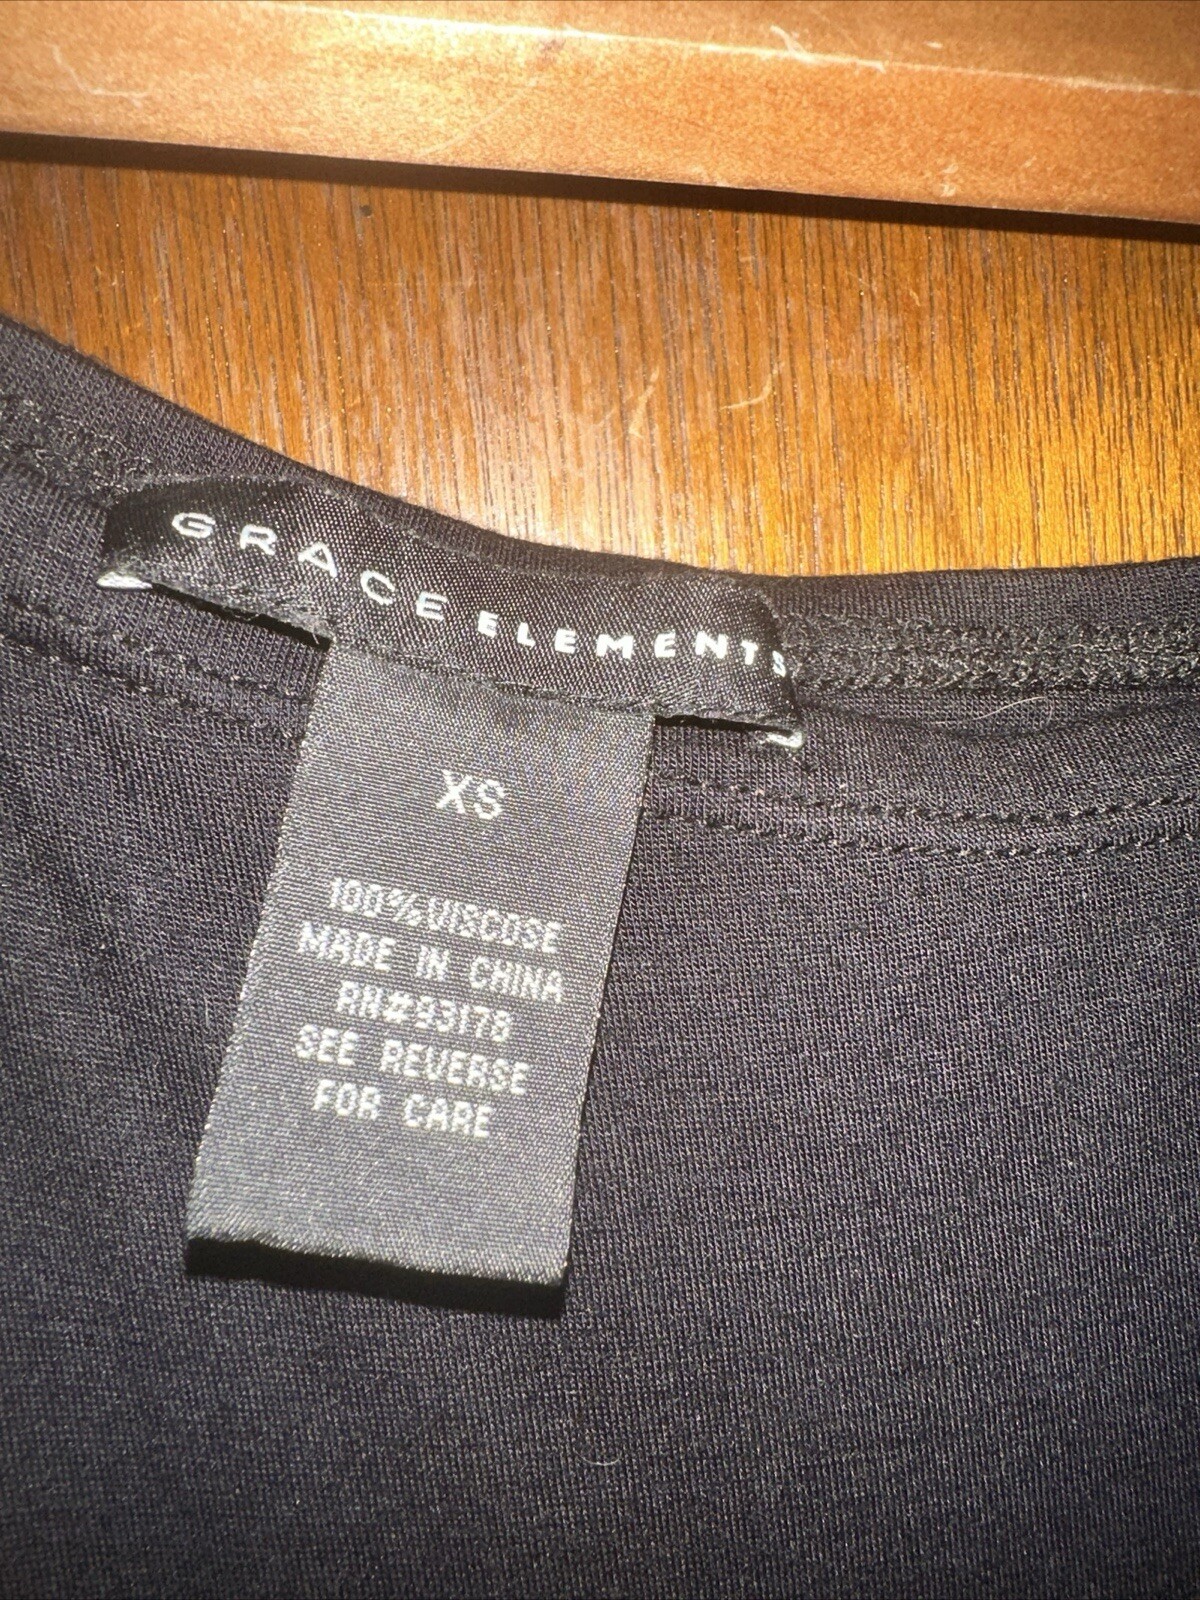 GRACE ELEMENTS
XS
100%VISCOSE
MADE IN CHINA
RN#93178
SEE REVERSE
FOR CARE